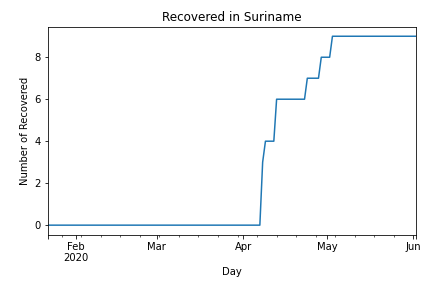 Recovered in Suriname
Number of Recovered
8
6
4
2
0
Feb
2020
Mar
Apr
May
Jun
Day